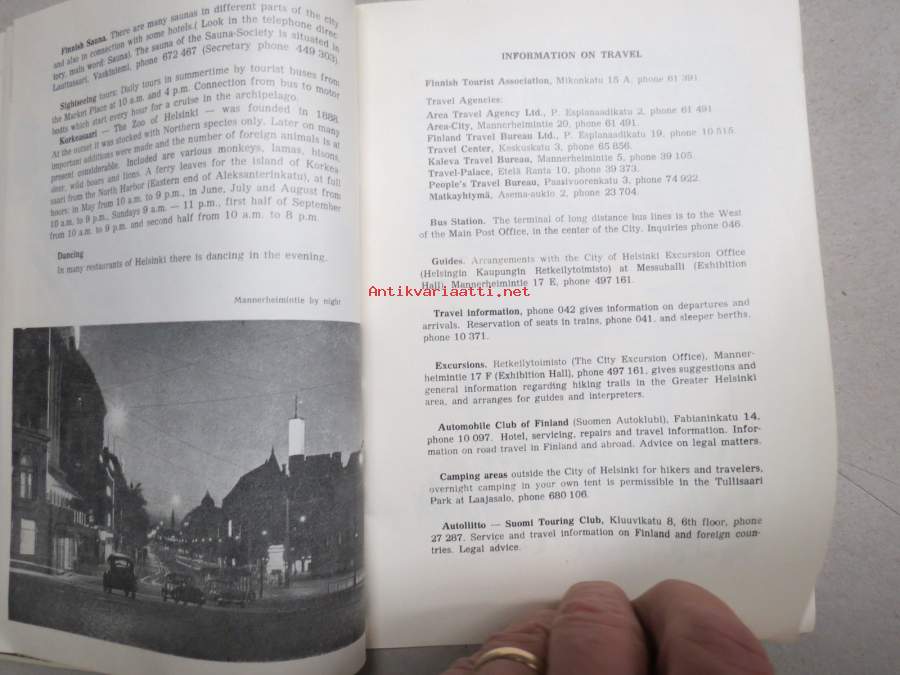 Finnish Sauna. There are many saunas in different parts of the city
and also in connection with some hotels.( Look in the telephone direc-
tory, main word: Sauna). The sauna of the Sauna-Society is situated in
Lauttasaari, Vaskiniemi, phone 672 467 (Secretary phone 449 303).
Sightseeing tours: Daily tours in summertime by tourist buses from
the Market Place at 10 a.m. and 4 p.m. Connection from bus to motor
boats which start every hour for a cruise in the archipelago.
Korkeasaari — The Zoo of Helsinki — was founded in 1888.
At the outset it was stocked with Northern species only. Later on many
important additions were made and the number of foreign animals is at
present considerable. Included are various monkeys, lamas, bisons,
deer, wild boars and lions. A ferry leaves for the island of Korkea-
saari from the North Harbor (Eastern end of Aleksanterinkatu), at full
hours: in May from 10 a.m. to 9 p.m., in June, July and August from
10 a.m. to 9 p.m., Sundays 9 a.m. — 11 p.m., first half of September
from 10 a.m. to 9 p.m. and second half from 10 a.m. to 8 p.m.
Dancing
In many restaurants of Helsinki there is dancing in the evening.
Mannerheimintie by night
INFORMATION ON TRAVEL
Finnish Tourist Association, Mikonkatu 15 A, phone 61 391
Travel Agencies:
Area Travel Agency Ltd., P. Esplanaadikatu 2, phone 61 491
Area-City, Mannerheimintie 20, phone 61 491.
Finland Travel Bureau Ltd., P. Esplanaadikatu 19, phone 10 515.
Travel Center, Keskuskatu 3, phone 65 856.
Kaleva Travel Bureau, Mannerheimintie 5, phone 39 105.
Travel-Palace, Etelä Ranta 10, phone 39 373.
People's Travel Bureau, Paasivuorenkatu 3, phone 74 922.
Matkayhtymä, Asema-aukio 2, phone 23 704.
Bus Station. The terminal of long distance bus lines is to the West
of the Main Post Office, in the center of the City. Inquiries phone 046.
Guides. Arrangements with the City of Helsinki Excursion Office
(Helsingin Kaupungin Retkeilytoimisto) at Messuhalli (Exhibition
Hall), Mannerheimintie 17 E, phone 497 161.
Antikvariaatti.net
Travel information, phone 042 gives information on departures and
arrivals. Reservation of seats in trains, phone 041, and sleeper berths,
phone 10 371.
Excursions. Retkeilytoimisto (The City Excursion Office), Manner-
heimintie 17 F (Exhibition Hall), phone 497 161, gives suggestions and
general information regarding hiking trails in the Greater Helsinki
area, and arranges for guides and interpreters.
Automobile Club of Finland (Suomen Autoklubi), Fabianinkatu 14,
phone 10 097. Hotel, servicing, repairs and travel information. Infor-
mation on road travel in Finland and abroad. Advice on legal matters.
Camping areas outside the City of Helsinki for hikers and travelers,
overnight camping in your own tent is permissible in the Tullisaari
Park at Laajasalo, phone 680 106.
Autoliitto — Suomi Touring Club, Kluuvikatu 8, 6th floor, phone
27 287. Service and travel information on Finland and foreign coun-
tries. Legal advice.